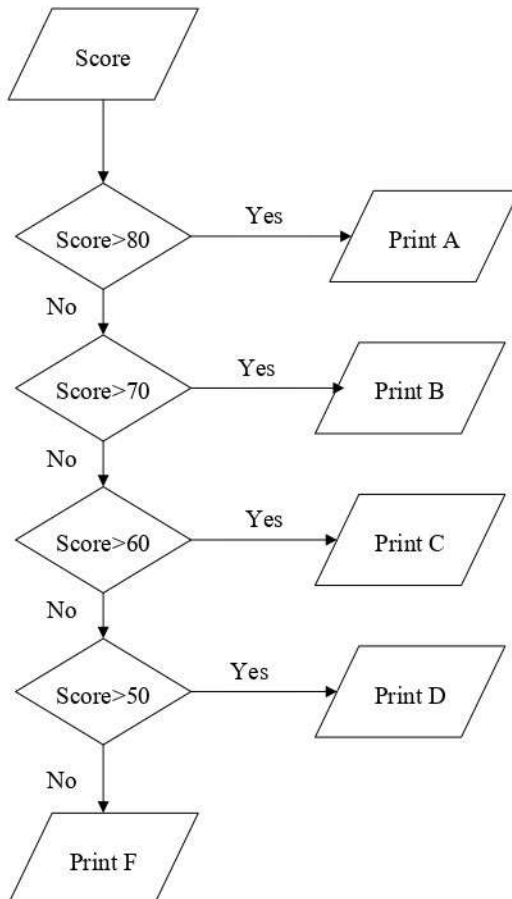 Score
Score>80
Yes
Print A
No
Score>70
Yes
Print B
No
Score>60
Yes
Print C
No
Score>50
Yes
Print D
No
Print F